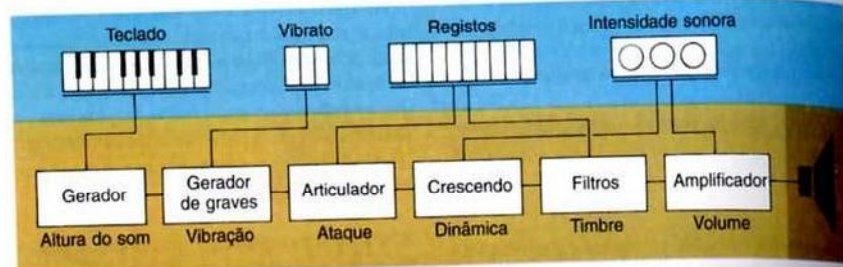 Teclado
Vibrato
Registos
Intensidade sonora
Gerador
Gerador
de graves
Articulador
Crescendo
Filtros
Amplificador
Altura do som
Vibração
Ataque
Dinâmica
Timbre
Volume